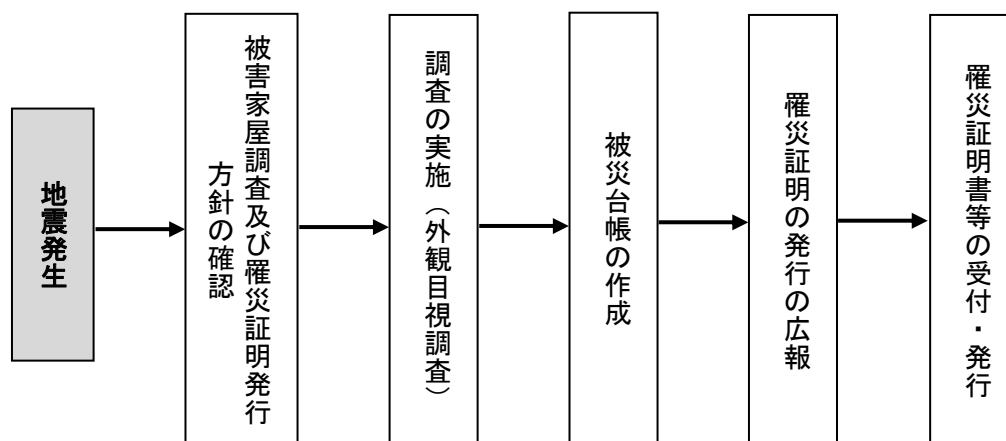 地震発生
被害家屋調査及び罹災証明発行
方針の確認
調査の実施（外観目視調査）
被災台帳の作成
罹災証明の発行の広報
罹災証明書等の受付・発行